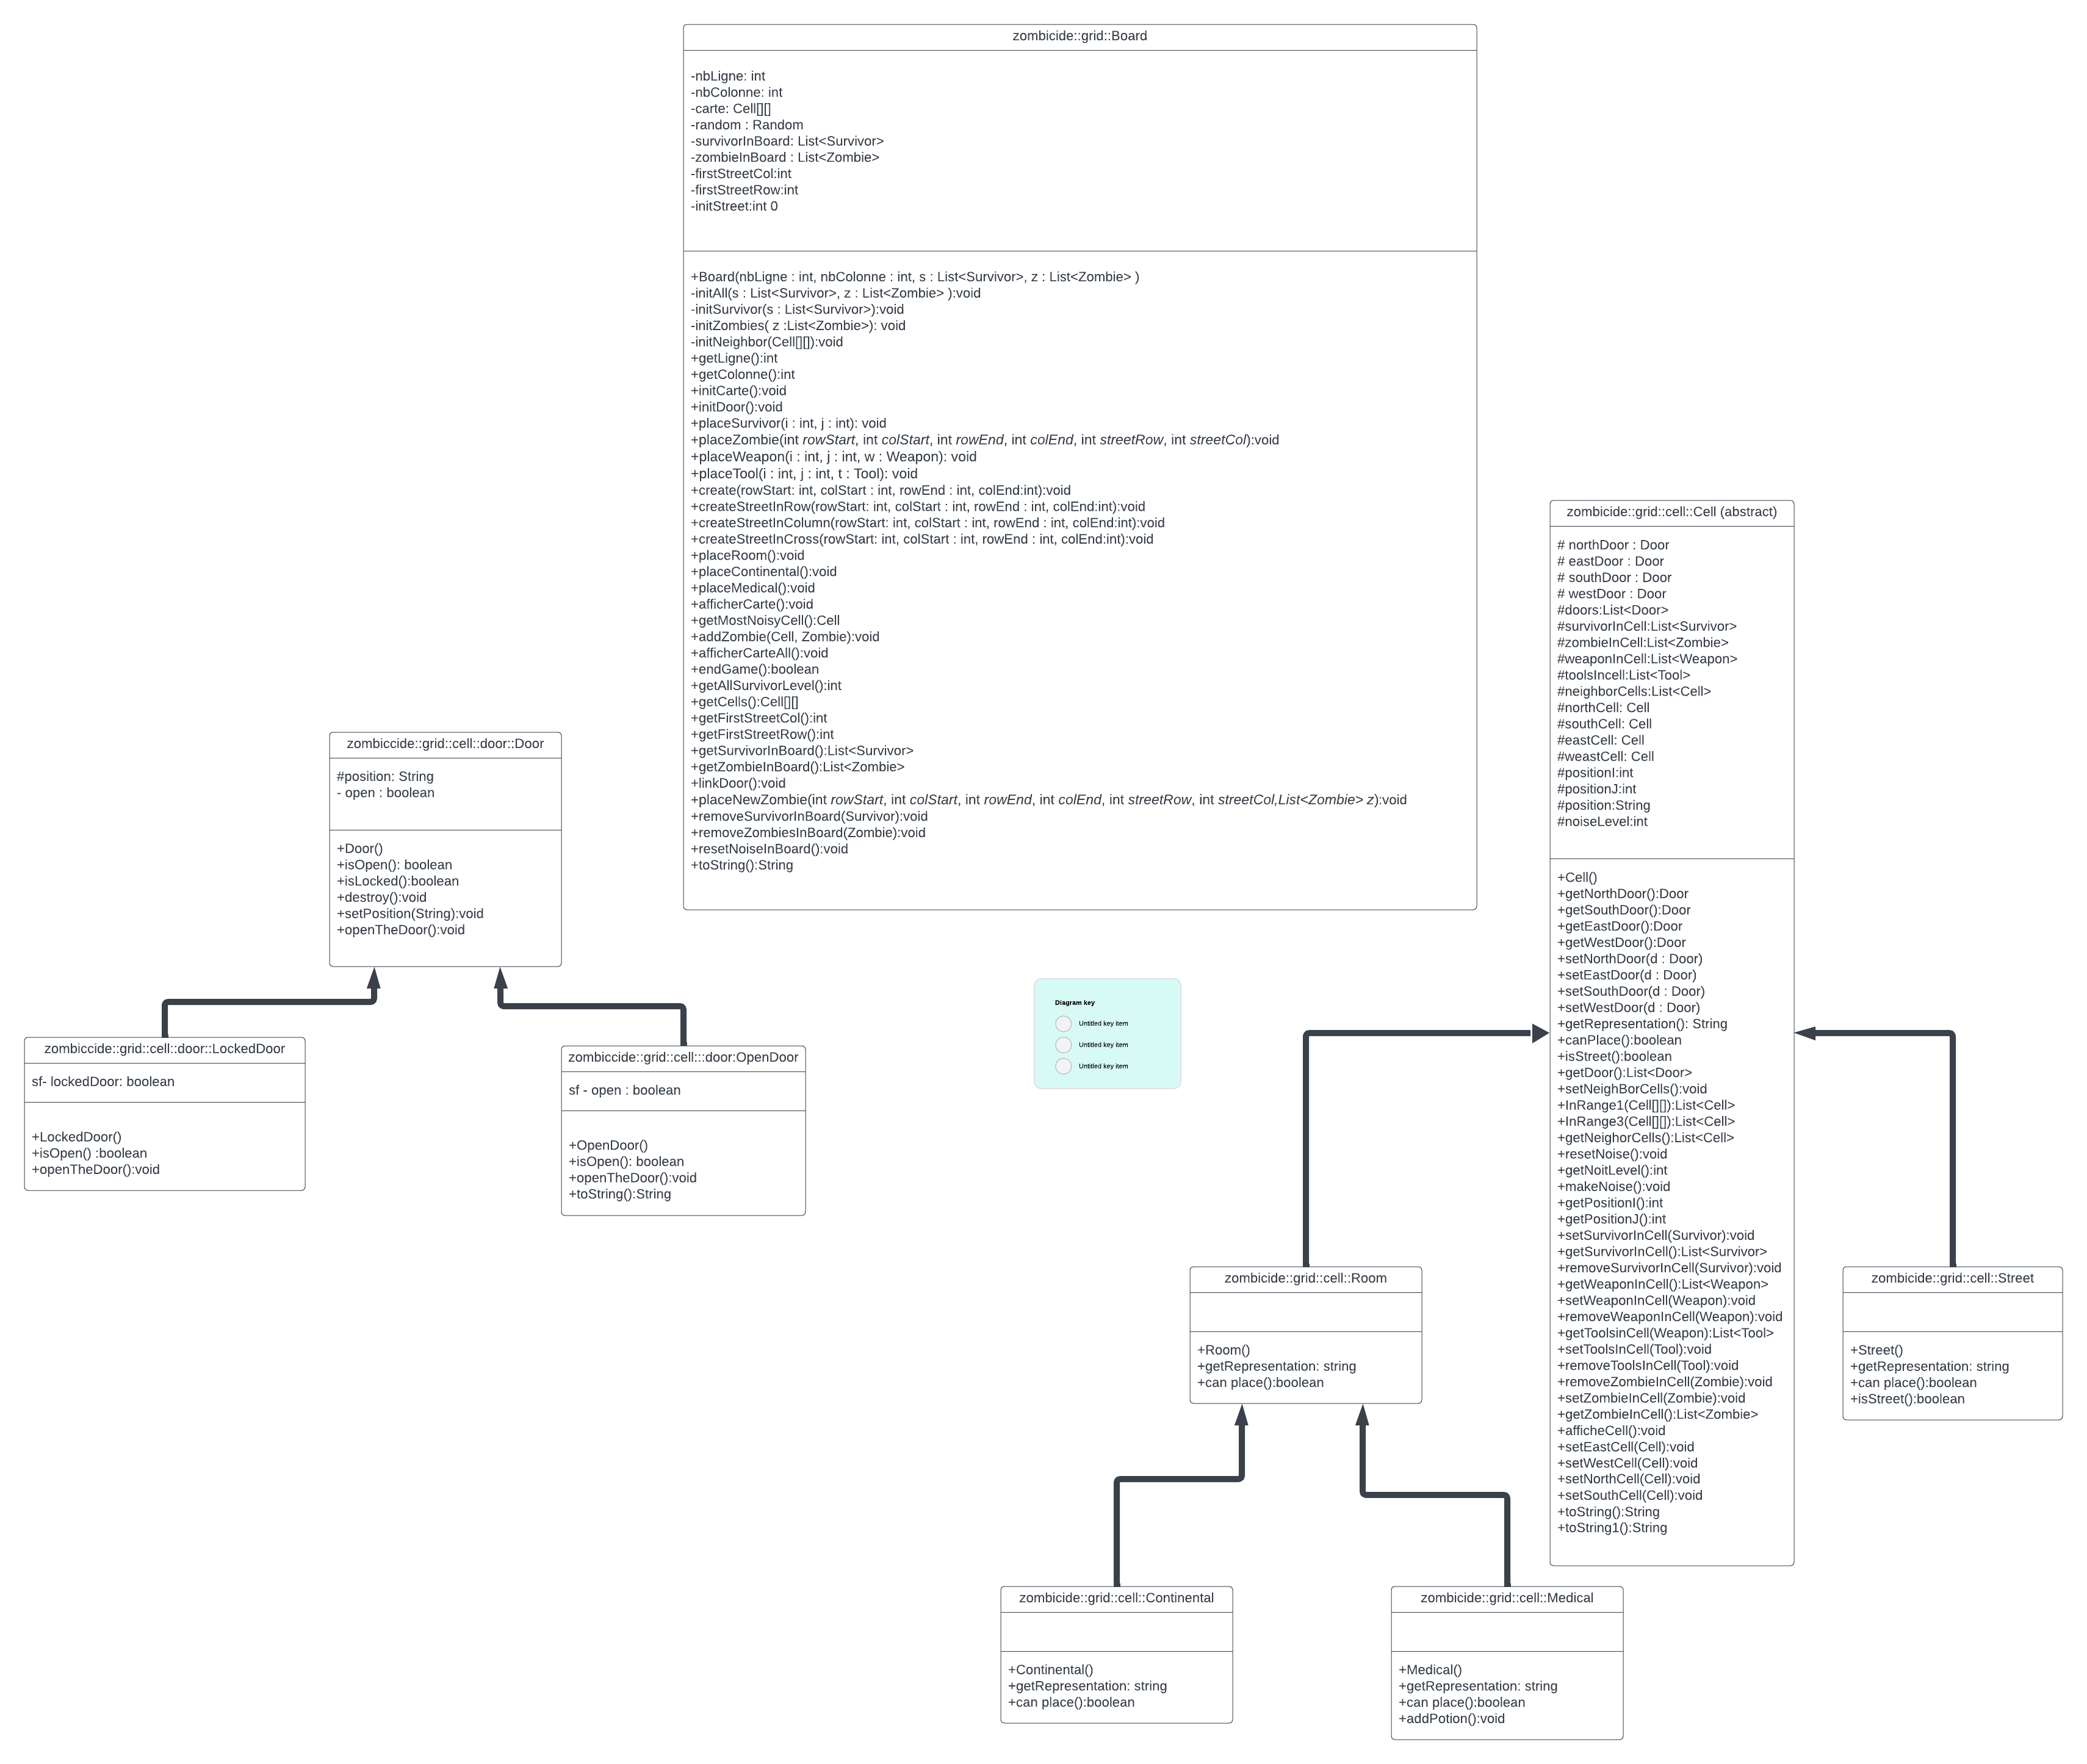 zombicide::grid::Board
-nbLigne: int
-nbColonne: int
-carte: Cell[][]
-random : Random
-survivorInBoard: List<Survivor>
-zombieInBoard : List<Zombie>
-firstStreetCol:int
-firstStreetRow:int
-initStreet:int 0
+Board(nbLigne : int, nbColonne : int, s : List<Survivor>, z : List<Zombie> )
-initAll(s : List<Survivor>, z : List<Zombie> ):void
-initSurvivor(s : List<Survivor>):void
-initZombies( z :List<Zombie>): void
-initNeighbor(Cell[][]):void
+getLigne():int
+getColonne():int
+initCarte():void
+initDoor():void
+placeSurvivor(i : int, j : int): void
+placeZombie(int rowStart, int colStart, int rowEnd, int colEnd, int streetRow, int streetCol):void
+placeWeapon(i : int, j : int, w : Weapon): void
+placeTool(i : int, j : int, t : Tool): void
+create(rowStart: int, colStart : int, rowEnd : int, colEnd:int):void
+createStreetInRow(rowStart: int, colStart : int, rowEnd : int, colEnd:int):void
+createStreetInColumn(rowStart: int, colStart : int, rowEnd : int, colEnd:int):void
+createStreetInCross(rowStart: int, colStart : int, rowEnd : int, colEnd:int):void
+placeRoom():void
+placeContinental():void
+placeMedical():void
+afficherCarte():void
+getMostNoisyCell():Cell
+addZombie(Cell, Zombie):void
+afficherCarteAll():void
+endGame():boolean
+getAllSurvivorLevel():int
+getCells():Cell[][]
+getFirstStreetCol():int
+getFirstStreetRow():int
+getSurvivorInBoard():List<Survivor>
+getZombieInBoard():List<Zombie>
+linkDoor():void
+placeNewZombie(int rowStart, int colStart, int rowEnd, int colEnd, int streetRow, int streetCol,List<Zombie> z):void
+removeSurvivorInBoard(Survivor):void
+removeZombiesInBoard(Zombie):void
+resetNoiseInBoard():void
+toString():String
zombicide::grid::cell::Cell (abstract)
# northDoor : Door
# eastDoor : Door
# southDoor : Door
# westDoor : Door
#doors:List<Door>
#survivorInCell:List<Survivor>
#zombieInCell:List<Zombie>
#weaponInCell:List<Weapon>
#toolsIncell:List<Tool>
#neighborCells:List<Cell>
#northCell: Cell
#southCell: Cell
#eastCell: Cell
#weastCell: Cell
#positionI:int
#positionJ:int
#position:String
#noiseLevel:int
+Cell()
+getNorthDoor():Door
+getSouthDoor():Door
+getEastDoor():Door
+getWestDoor():Door
+setNorthDoor(d : Door)
+setEastDoor(d : Door)
+setSouthDoor(d : Door)
+setWestDoor(d : Door)
+getRepresentation(): String
+canPlace():boolean
+isStreet():boolean
+getDoor():List<Door>
+setNeighBorCells():void
+InRange1(Cell[][]):List<Cell>
+InRange3(Cell[][]):List<Cell>
+getNeighorCells():List<Cell>
+resetNoise():void
+getNoitLevel():int
+makeNoise():void
+getPositionI():int
+getPositionJ():int
+setSurvivorInCell(Survivor):void
+getSurvivorInCell():List<Survivor>
+removeSurvivorInCell(Survivor):void
+getWeaponInCell():List<Weapon>
+setWeaponInCell(Weapon):void
+removeWeaponInCell(Weapon):void
+getToolsinCell(Weapon):List<Tool>
+setToolsInCell(Tool):void
+removeToolsInCell(Tool):void
+removeZombieInCell(Zombie):void
+setZombieInCell(Zombie):void
+getZombieInCell():List<Zombie>
+afficheCell():void
+setEastCell(Cell):void
+setWestCell(Cell):void
+setNorthCell(Cell):void
+setSouthCell(Cell):void
+toString():String
+toString1():String
zombiccide::grid::cell::door::Door
#position: String
- open : boolean
+Door()
+isOpen(): boolean
+isLocked():boolean
+destroy():void
+setPosition(String):void
+openTheDoor():void
Diagram key
Untitled key item
Untitled key item
Untitled key item
zombiccide::grid::cell::door::LockedDoor
sf- lockedDoor: boolean
+LockedDoor()
+isOpen() :boolean
+openTheDoor():void
zombiccide::grid::cell:::door:OpenDoor
sf - open : boolean
+OpenDoor()
+isOpen(): boolean
+openTheDoor():void
+toString():String
zombicide::grid::cell::Room
+Room()
+getRepresentation: string
+can place():boolean
zombicide::grid::cell::Street
+Street()
+getRepresentation: string
+can place():boolean
+isStreet():boolean
zombicide::grid::cell::Continental
+Continental()
+getRepresentation: string
+can place():boolean
zombicide::grid::cell::Medical
+Medical()
+getRepresentation: string
+can place():boolean
+addPotion():void